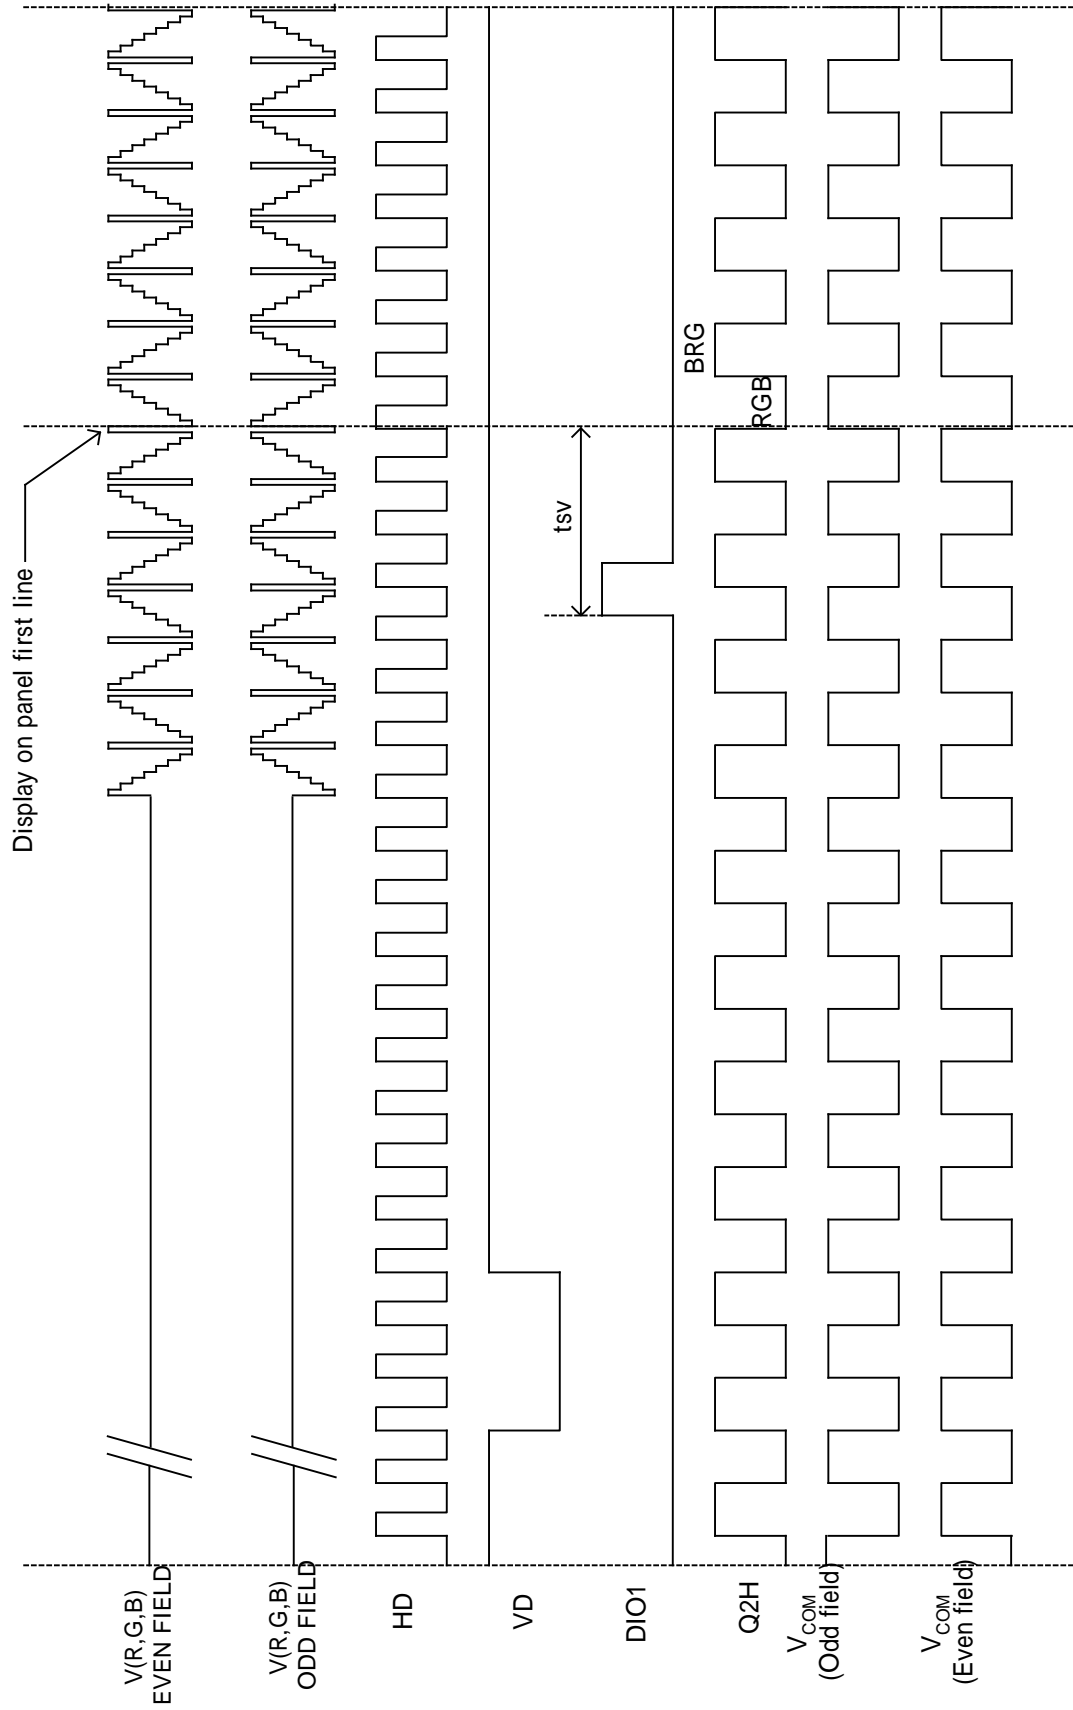 Display on panel first line
V(R,G,B)
EVEN FIELD
V(R,G,B)
ODD FIELD
HD
VD
tsv
DIO1
BRG
RGB
Q2H
VCOM
(Odd field)
VCOM
(Even field)